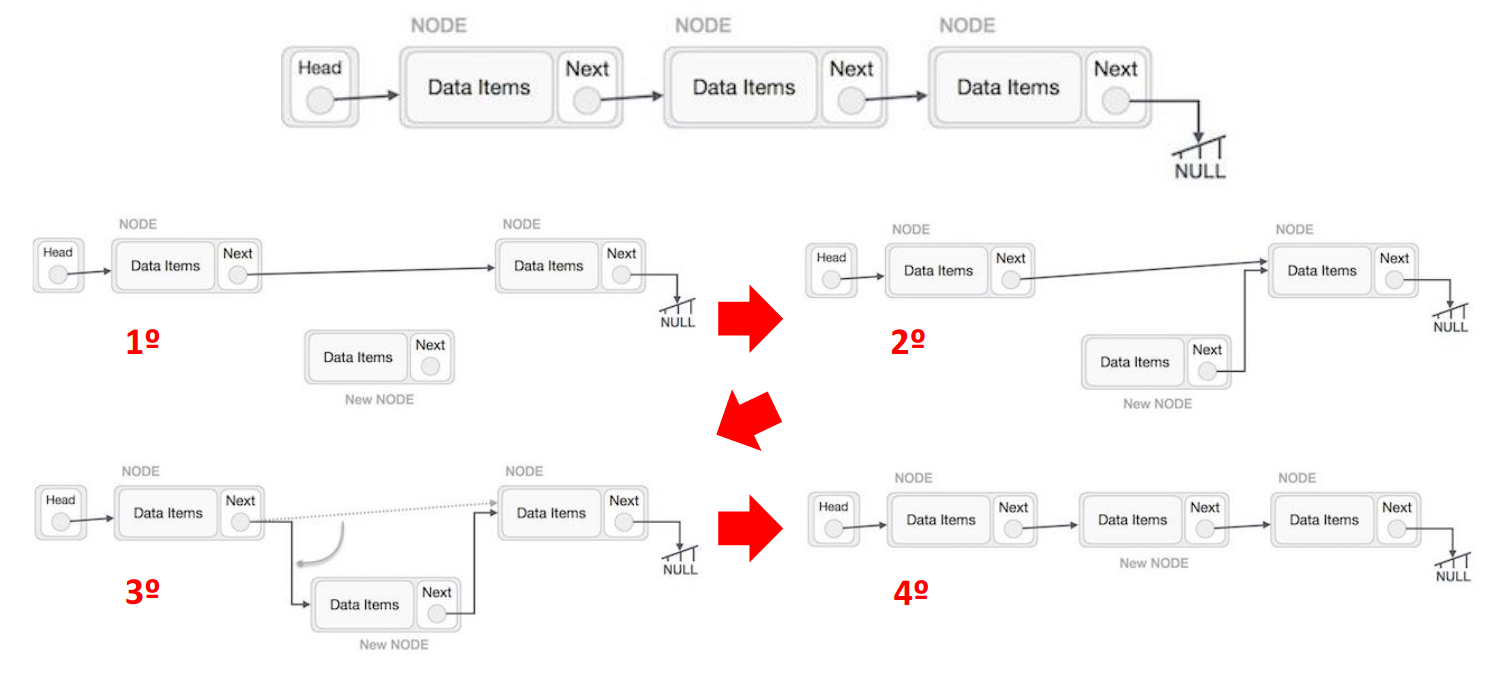 NODE NODE NODE
Head Data Items Next Data Items Next Data Items Next
NULL
NODE NODE
Head Data Items Next Data Items Next
NULL
1º
Data Items Next
New NODE
NODE NODE
Head Data Items Next Data Items Next
NULL
2º
Data Items Next
New NODE
NODE NODE
Head Data Items Next Data Items Next
NULL
3º
Data Items Next
New NODE
NODE NODE
Head Data Items Next Data Items Next Data Items Next
New NODE
NULL
4º